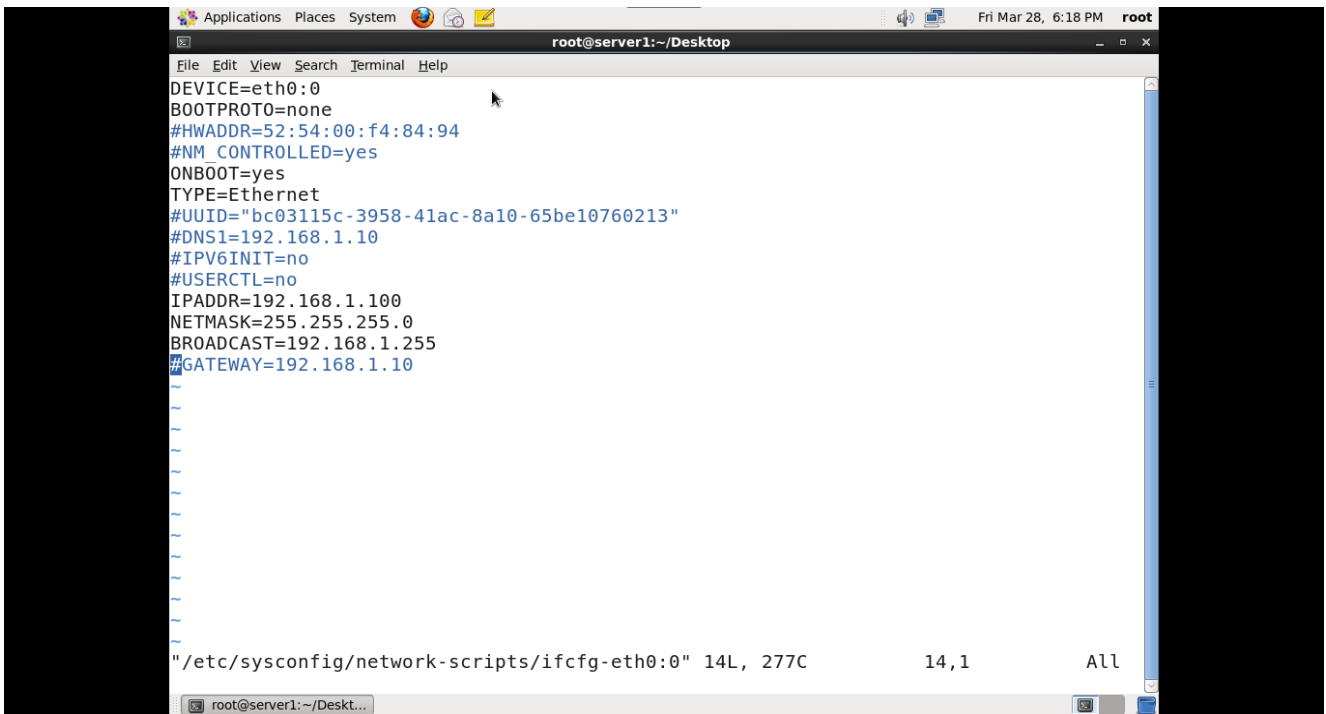 Applications Places System Fri Mar 28, 6:18 PM root
root@server1:~/Desktop
File Edit View Search Terminal Help
DEVICE=eth0:0
BOOTPROTO=none
#HWADDR=52:54:00:f4:84:94
#NM_CONTROLLED=yes
ONBOOT=yes
TYPE=Ethernet
#UUID="bc03115c-3958-41ac-8a10-65be10760213"
#DNS1=192.168.1.10
#IPV6INIT=no
#USERCTL=no
IPADDR=192.168.1.100
NETMASK=255.255.255.0
BROADCAST=192.168.1.255
#GATEWAY=192.168.1.10
~
~
~
~
~
~
~
~
~
~
~
~
~
"/etc/sysconfig/network-scripts/ifcfg-eth0:0" 14L, 277C 14,1 All
root@server1:~/Deskt...